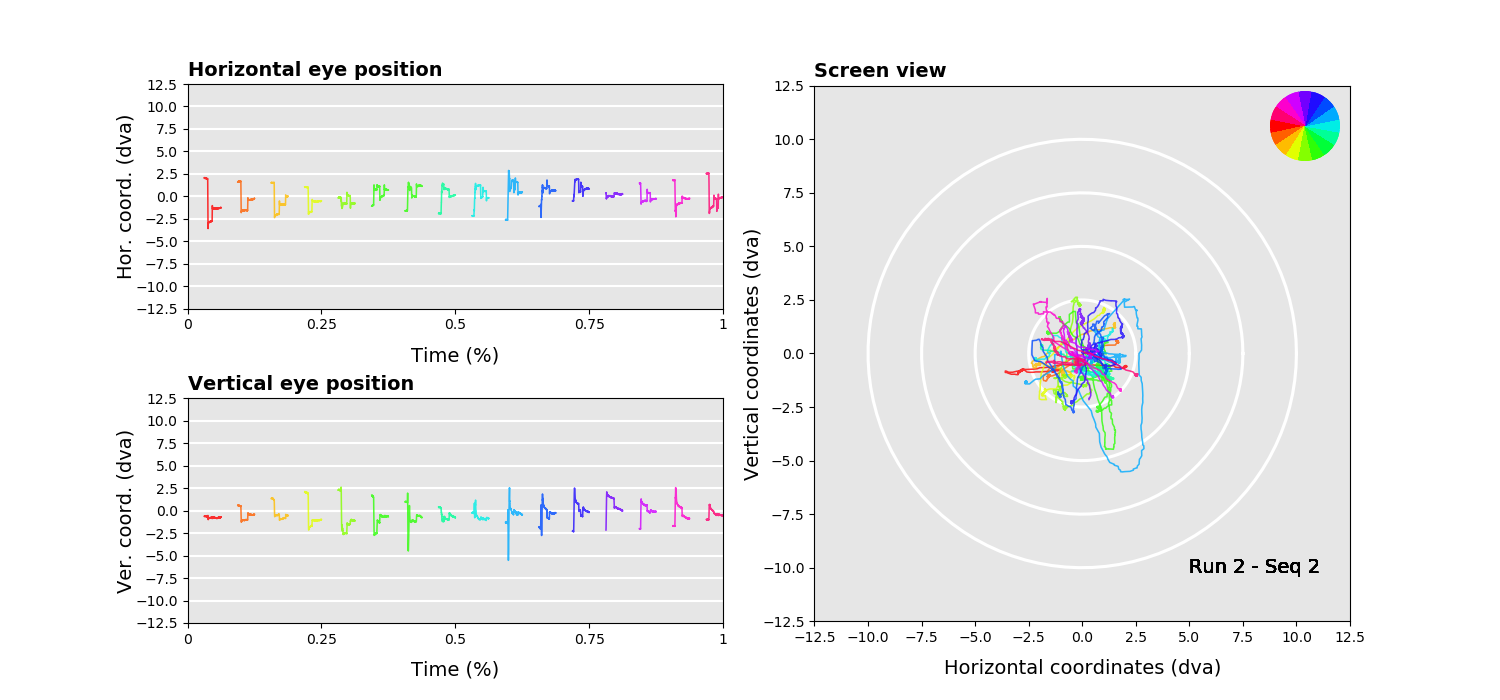 Horizontal eye position
Hor. coord. (dva)
12.5
10.0
7.5
5.0
2.5
0.0
−2.5
−5.0
−7.5
−10.0
−12.5
0 0.25 0.5 0.75 1
Time (%)
Vertical eye position
Ver. coord. (dva)
12.5
10.0
7.5
5.0
2.5
0.0
−2.5
−5.0
−7.5
−10.0
−12.5
0 0.25 0.5 0.75 1
Time (%)
Screen view
Vertical coordinates (dva)
12.5
10.0
7.5
5.0
2.5
0.0
−2.5
−5.0
−7.5
−10.0
−12.5
Run 2 - Seq 2
−12.5 −10.0 −7.5 −5.0 −2.5 0.0 2.5 5.0 7.5 10.0 12.5
Horizontal coordinates (dva)